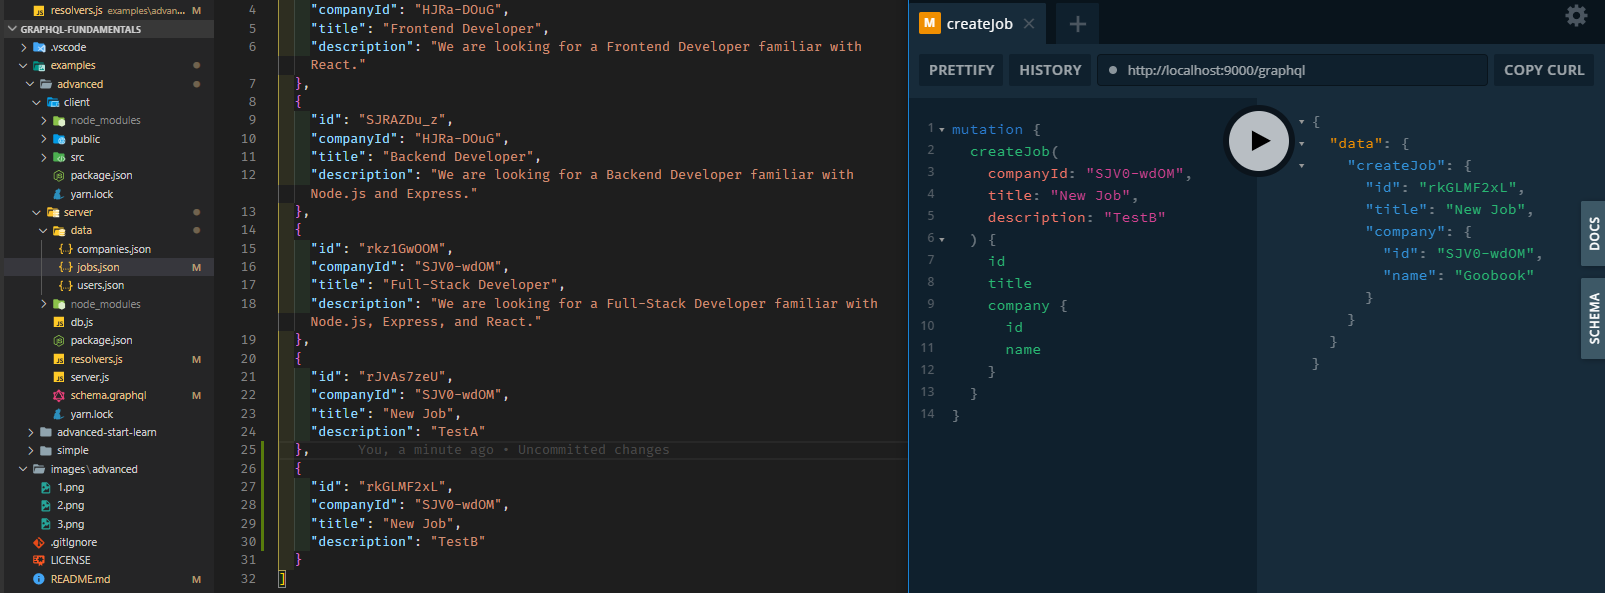 resolvers.js examples\advan... M
GRAPHQL-FUNDAMENTALS
.vscode
examples
advanced
client
node_modules
public
src
package.json
yarn.lock
server
data
companies.json
jobs.json M
users.json
node_modules
db.js
package.json
resolvers.js M
server.js
schema.graphql M
yarn.lock
advanced-start-learn
simple
images\advanced
1.png
2.png
3.png
.gitIgnore
LICENSE
README.md M
4 "companyId": "HJRa-DOuG",
5 "title": "Frontend Developer",
6 "description": "We are looking for a Frontend Developer familiar with
React."
7 },
8 {
9 "id": "SJRAZDu_z",
10 "companyId": "HJRa-DOuG",
11 "title": "Backend Developer",
12 "description": "We are looking for a Backend Developer familiar with
Node.js and Express."
13 },
14 {
15 "id": "rkz1GwOOM",
16 "companyId": "SJV0-wdOM",
17 "title": "Full-Stack Developer",
18 "description": "We are looking for a Full-Stack Developer familiar with
Node.js, Express, and React."
19 },
20 {
21 "id": "rJvAs7zeU",
22 "companyId": "SJV0-wdOM",
23 "title": "New Job",
24 "description": "TestA"
25 }, You, a minute ago • Uncommitted changes
26 {
27 "id": "rkGLMF2xL",
28 "companyId": "SJV0-wdOM",
29 "title": "New Job",
30 "description": "TestB"
31 }
32 ]
M createJob
PRETTIFY HISTORY http://localhost:9000/graphql COPY CURL
1 mutation {
2 createJob(
3 companyId: "SJV0-wdOM",
4 title: "New Job",
5 description: "TestB"
6 ) {
7 id
8 title
9 company {
10 id
11 name
12 }
13 }
14 }
{
"data": {
"createJob": {
"id": "rkGLMF2xL",
"title": "New Job",
"company": {
"id": "SJV0-wdOM",
"name": "Goobook"
}
}
}
}
DOCS
SCHEMA